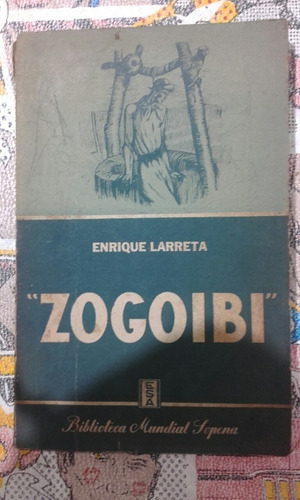 ENRIQUE LARRETA
"ZOGOIBI"
ESA
Biblioteca Mundial Sopena